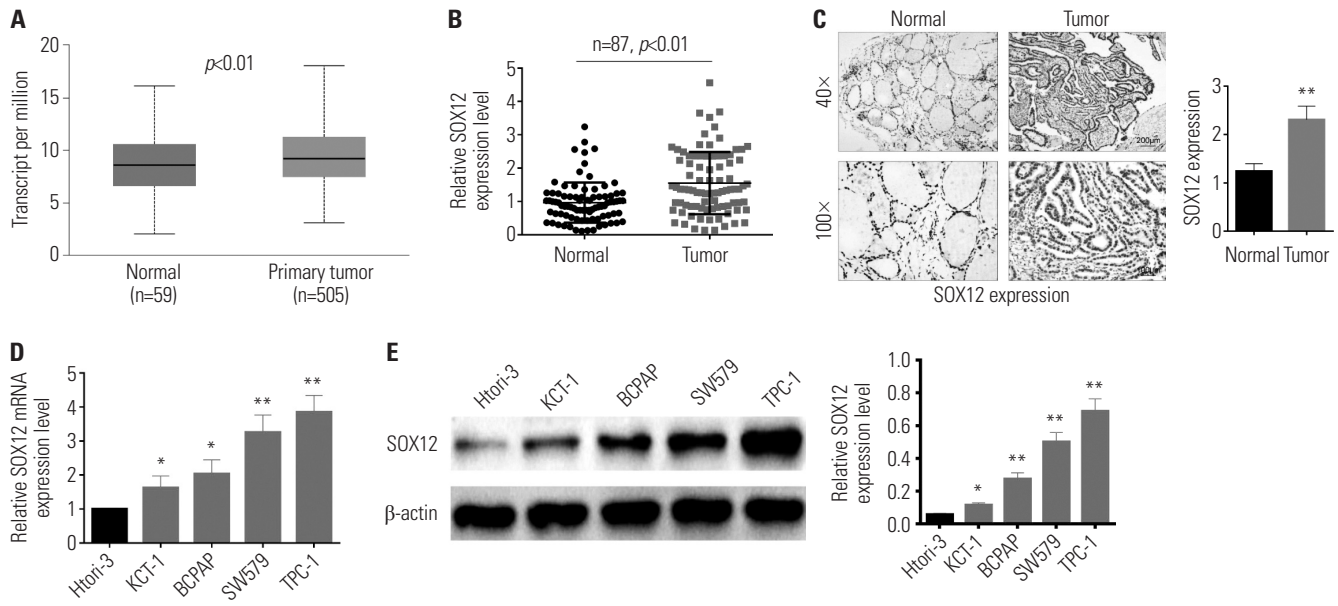 A
Transcript per million
20
15
10
5
0
p<0.01
Normal
(n=59)
Primary tumor
(n=505)
B
n=87, p<0.01
Relative SOX12
expression level
5
4
3
2
1
0
Normal
Tumor
C
Normal
Tumor
40×
100×
200μm
100μm
SOX12 expression
SOX12 expression
3
2
1
0
**
Normal Tumor
D
Relative SOX12 mRNA
expression level
5
4
3
2
1
0
*
*
**
**
Htori-3
KCT-1
BCPAP
SW579
TPC-1
E
Htori-3
KCT-1
BCPAP
SW579
TPC-1
SOX12
β-actin
Relative SOX12
expression level
1.0
0.8
0.6
0.4
0.2
0.0
*
**
**
**
Htori-3
KCT-1
BCPAP
SW579
TPC-1